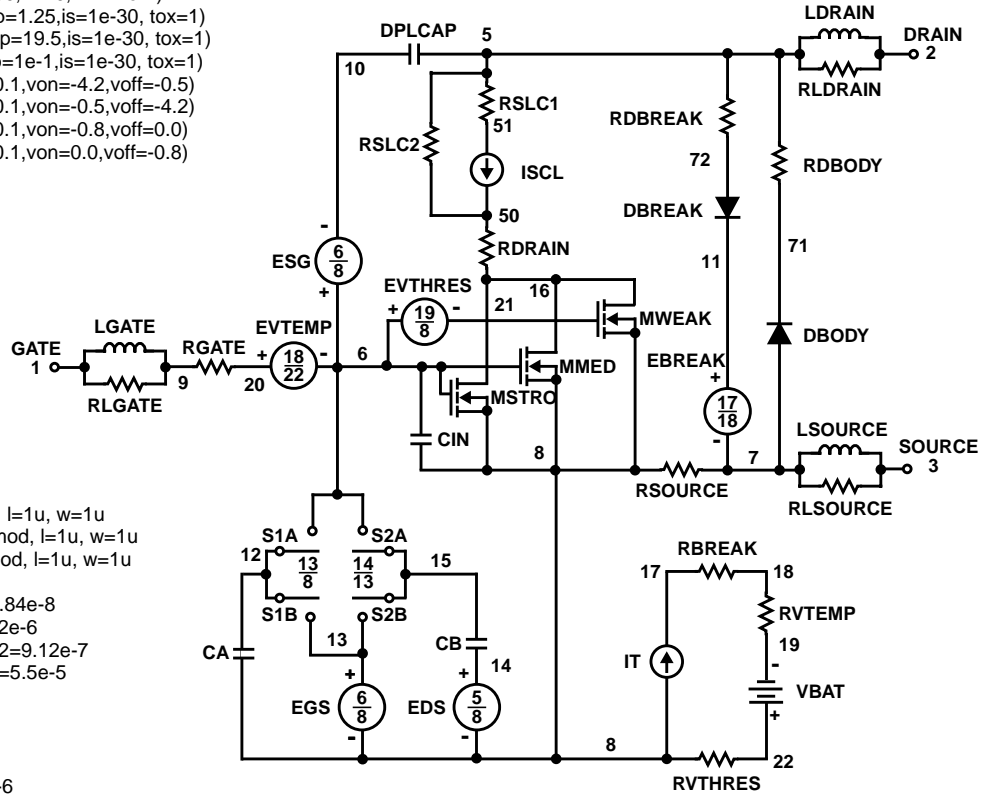 o=1.25,is=1e-30, tox=1)
p=19.5,is=1e-30, tox=1)
o=1e-1,is=1e-30, tox=1)
0.1,von=-4.2,voff=-0.5)
0.1,von=-0.5,voff=-4.2)
0.1,von=-0.8,voff=0.0)
0.1,von=0.0,voff=-0.8)
LDRAIN
DPLCAP 5 DRAIN
10 2
RLDRAIN
RSLC1
51
RSLC2
ISCL
50
RDRAIN
RDBREAK
72
RDBODY
DBREAK
11
71
ESG 6 8
- +
EVTHRES
+ 19 8 -
21
16
MWEAK
LGATE
EVTEMP
GATE
1
RGATE
+ 18 22 -
6
9
20
RLGATE
MMED
MSTRO
EBREAK
+ 17 18 -
DBODY
CIN
8
RSOURCE
7
LSOURCE
SOURCE
3
RLSOURCE
l=1u, w=1u
mod, l=1u, w=1u
od, l=1u, w=1u
.84e-8
2e-6
2=9.12e-7
=5.5e-5
-6
S1A S2A
12 13 8 14 13 15
S1B S2B
13
CA
CB
14
+ +
EGS 6 8
EDS 5 8
- -
8
RBREAK
17 18
RVTEMP
19
IT
-
VBAT
+
22
RVTHRES